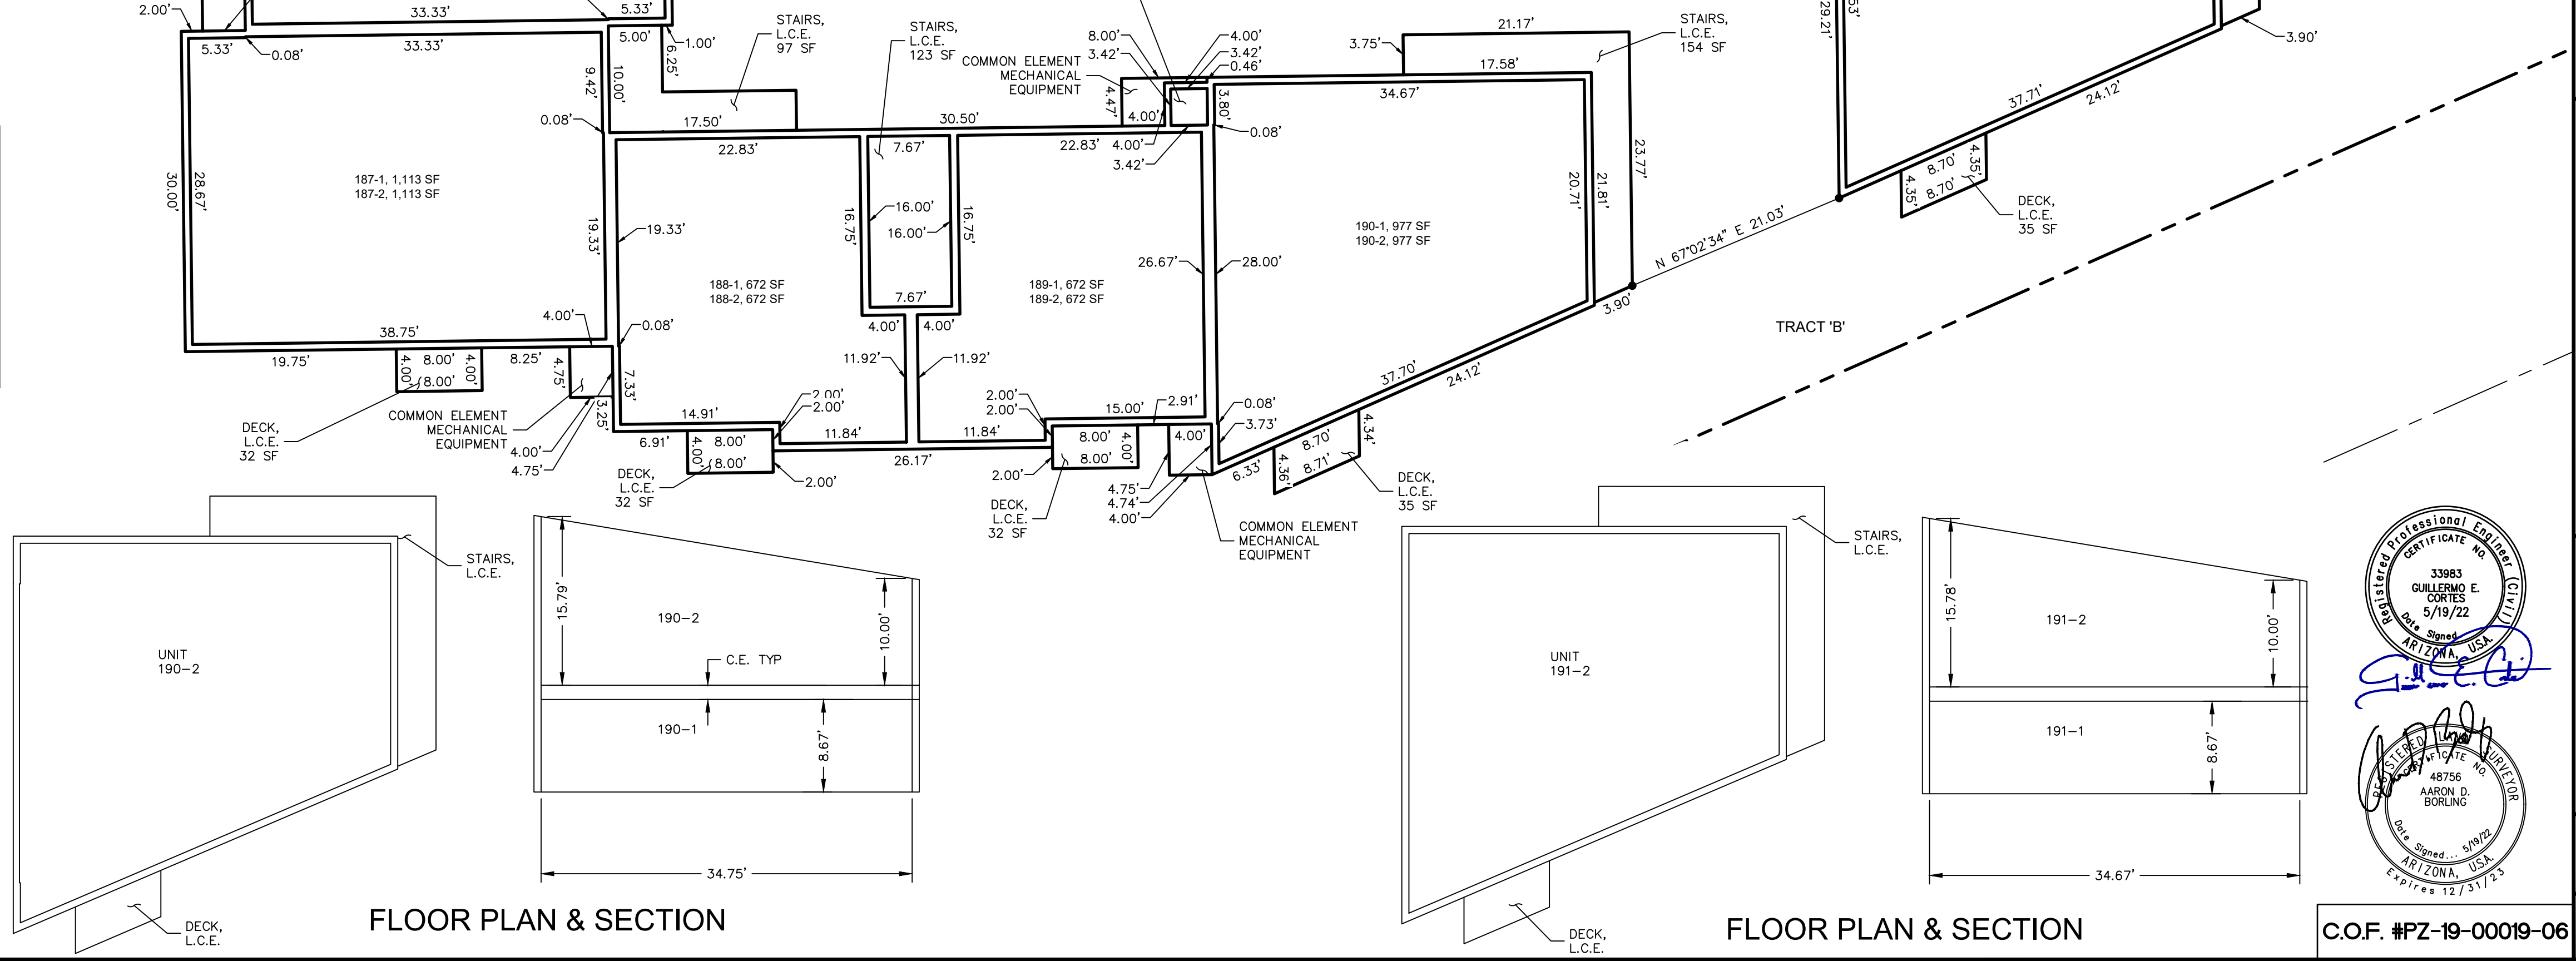 2.00'
33.33'
5.33'
5.33'
0.08'
33.33'
5.00'
1.00'
6.25'
STAIRS,
L.C.E.
97 SF
STAIRS,
L.C.E.
123 SF
COMMON ELEMENT
MECHANICAL
EQUIPMENT
8.00'
3.42'
4.00'
3.42'
0.46'
4.47'
4.00'
3.80'
3.75'
21.17'
17.58'
34.67'
STAIRS,
L.C.E.
154 SF
29.21'
53'
3.90'
37.71'
24.12'
9.42'
10.00'
0.08'
17.50'
30.50'
22.83'
7.67'
22.83'
4.00'
3.42'
0.08'
30.00'
28.67'
187-1, 1,113 SF
187-2, 1,113 SF
19.33'
19.33'
16.75'
16.00'
16.00'
16.75'
188-1, 672 SF
188-2, 672 SF
7.67'
4.00'
4.00'
189-1, 672 SF
189-2, 672 SF
26.67'
28.00'
190-1, 977 SF
190-2, 977 SF
20.71'
21.81'
23.77'
N 67°02'34" E 21.03'
3.90'
4.35'
8.70'
8.70'
4.35'
DECK,
L.C.E.
35 SF
TRACT 'B'
38.75'
4.00'
0.08'
19.75'
4.00'
8.00'
8.00'
4.00'
8.25'
4.75'
7.33'
3.25'
DECK,
L.C.E.
32 SF
COMMON ELEMENT
MECHANICAL
EQUIPMENT
4.00'
4.75'
11.92'
11.92'
14.91'
2.00'
2.00'
6.91'
4.00'
8.00'
8.00'
2.00'
11.84'
26.17'
11.84'
DECK,
L.C.E.
32 SF
2.00'
2.00'
15.00'
2.91'
8.00'
8.00'
4.00'
4.00'
2.00'
DECK,
L.C.E.
32 SF
4.75'
4.74'
4.00'
0.08'
3.73'
37.70'
24.12'
6.33'
4.36'
8.70'
8.71'
4.34'
DECK,
L.C.E.
35 SF
COMMON ELEMENT
MECHANICAL
EQUIPMENT
STAIRS,
L.C.E.
UNIT
190-2
DECK,
L.C.E.
15.79'
190-2
10.00'
C.E. TYP
190-1
8.67'
34.75'
FLOOR PLAN & SECTION
STAIRS,
L.C.E.
UNIT
191-2
DECK,
L.C.E.
15.78'
191-2
10.00'
191-1
8.67'
34.67'
FLOOR PLAN & SECTION
Registered Professional Engineer (Civil)
CERTIFICATE NO.
33983
GUILLERMO E.
CORTES
5/19/22
Date Signed
ARIZONA, U.S.A.
REGISTERED LAND SURVEYOR
CERTIFICATE NO.
48756
AARON D.
BORLING
Date Signed... 5/19/22
ARIZONA, U.S.A.
Expires 12/31/23
C.O.F. #PZ-19-00019-06